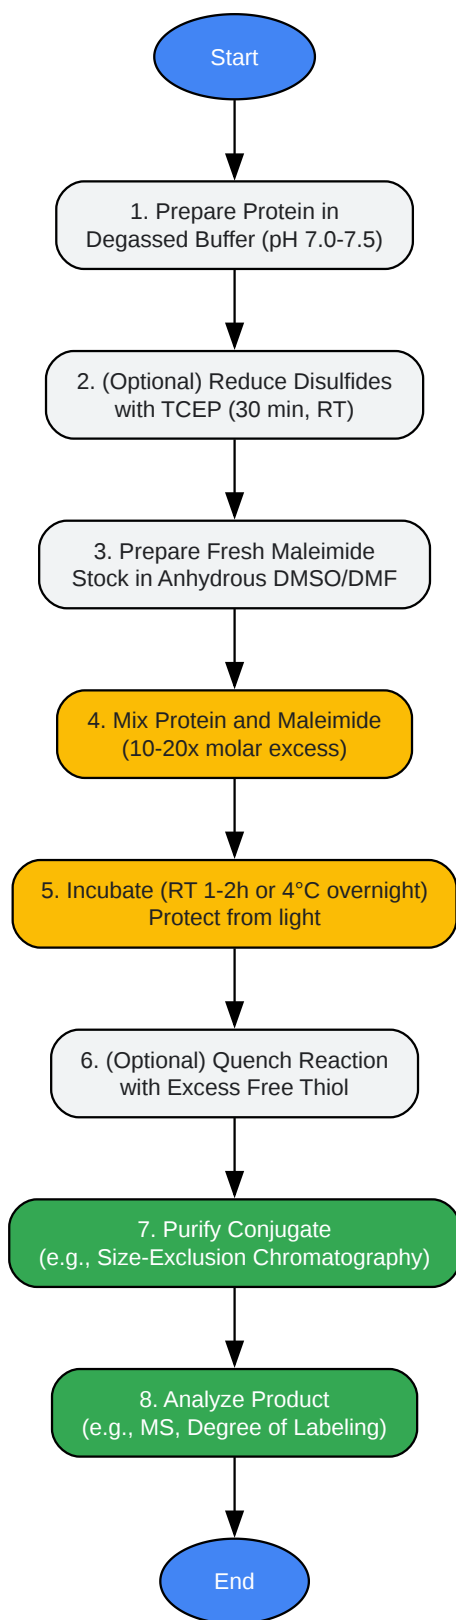 Start
1. Prepare Protein in
Degassed Buffer (pH 7.0-7.5)
2. (Optional) Reduce Disulfides
with TCEP (30 min, RT)
3. Prepare Fresh Maleimide
Stock in Anhydrous DMSO/DMF
4. Mix Protein and Maleimide
(10-20x molar excess)
5. Incubate (RT 1-2h or 4°C overnight)
Protect from light
6. (Optional) Quench Reaction
with Excess Free Thiol
7. Purify Conjugate
(e.g., Size-Exclusion Chromatography)
8. Analyze Product
(e.g., MS, Degree of Labeling)
End